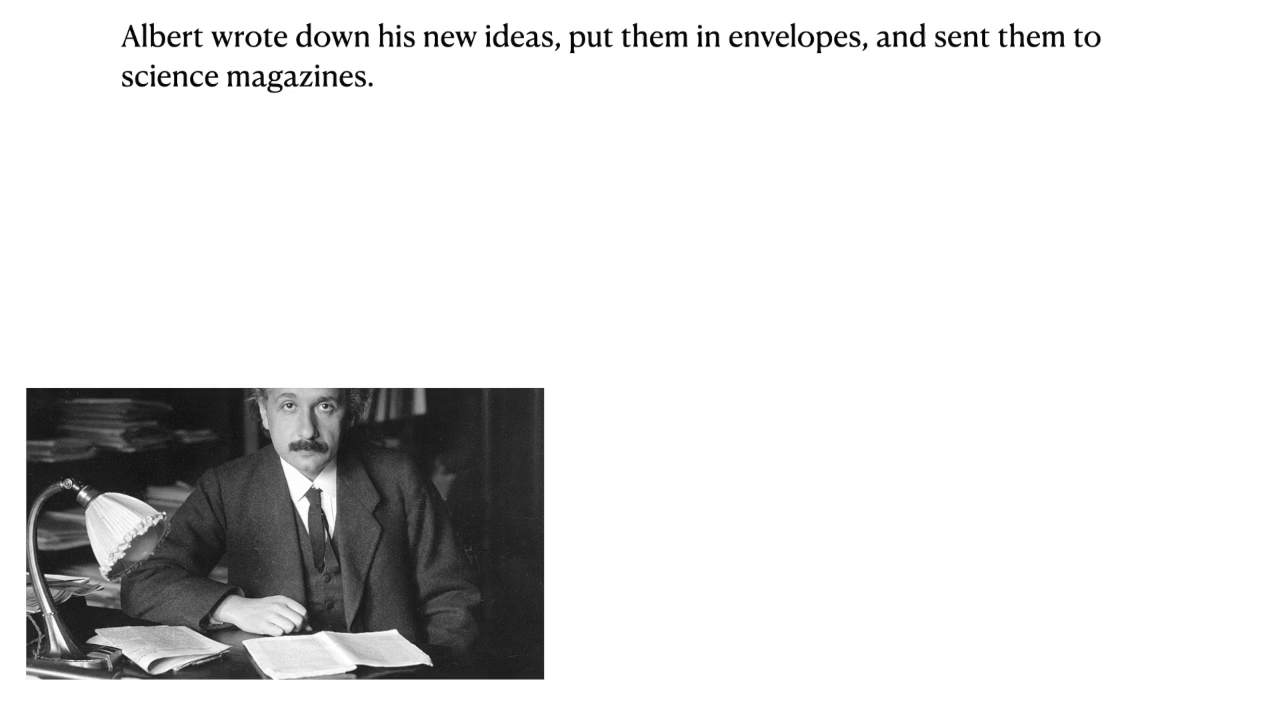 Albert wrote down his new ideas, put them in envelopes, and sent them to
science magazines.